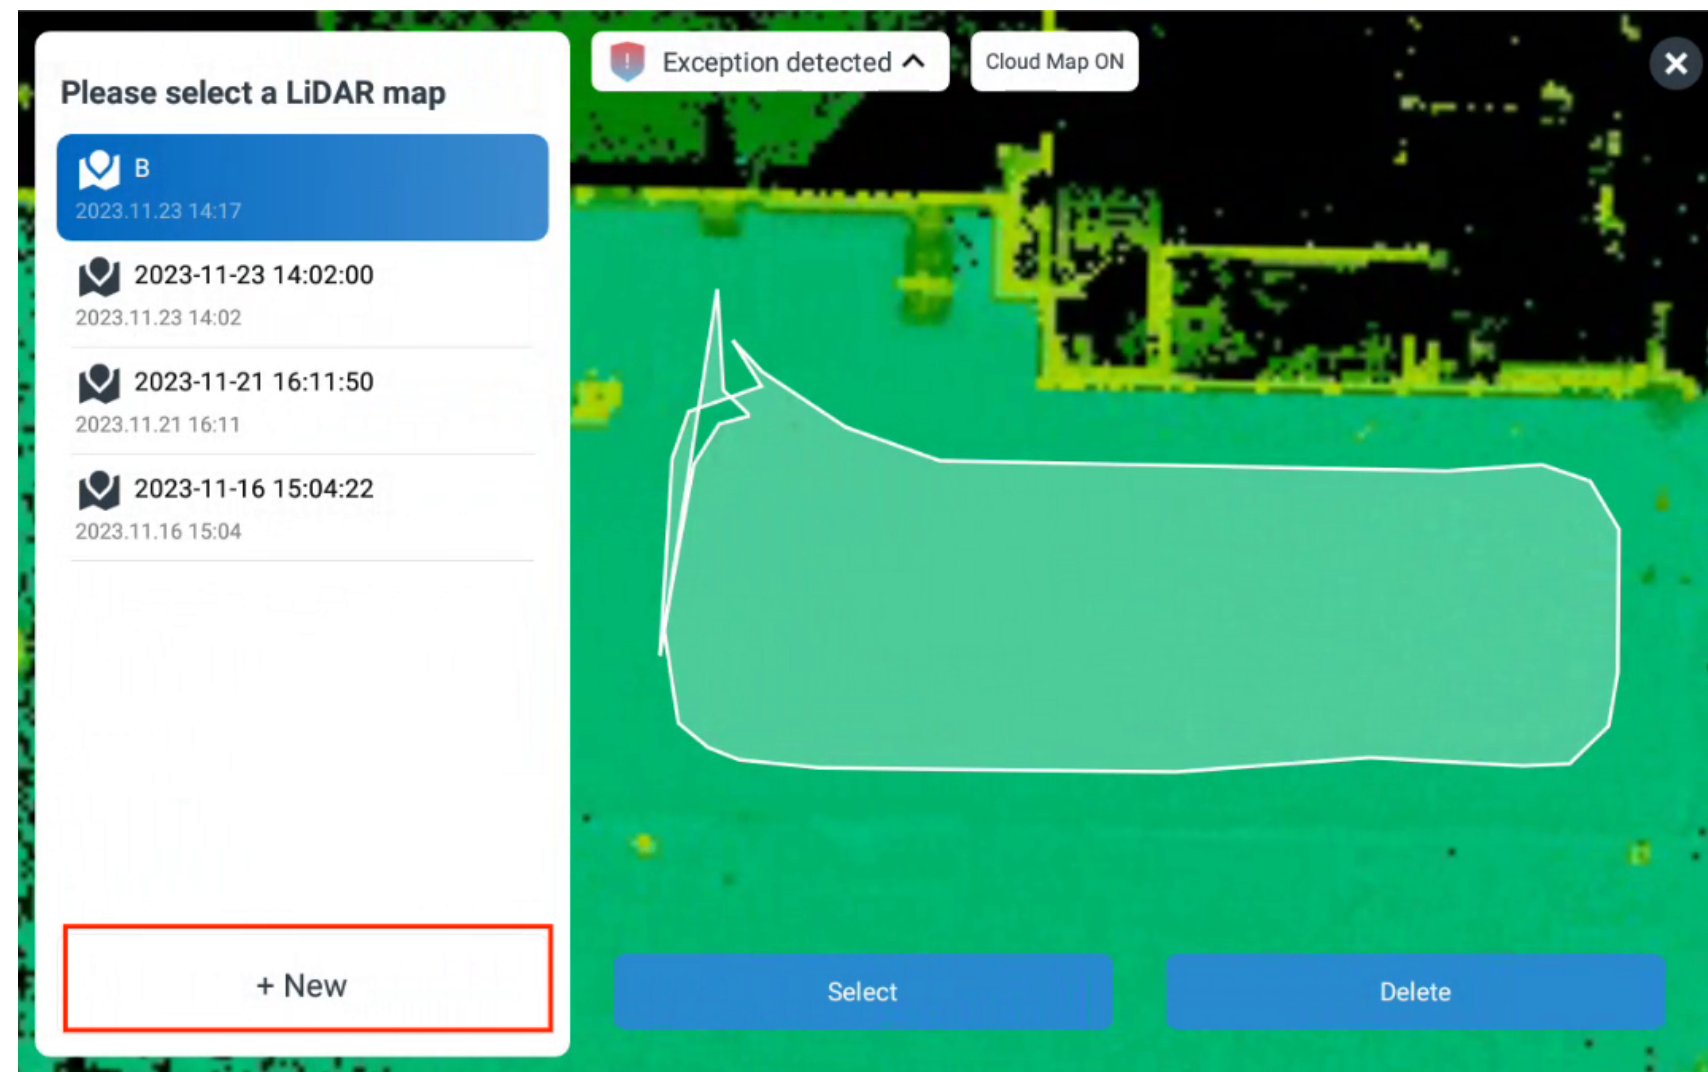 Please select a LiDAR map
B
2023.11.23 14:17
2023-11-23 14:02:00
2023.11.23 14:02
2023-11-21 16:11:50
2023.11.21 16:11
2023-11-16 15:04:22
2023.11.16 15:04
+ New
Exception detected
Cloud Map ON
Select
Delete